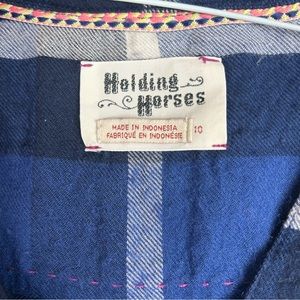 Holding
Horses
MADE IN INDONESIA
FABRIQUÉ EN INDONÉSIE
10